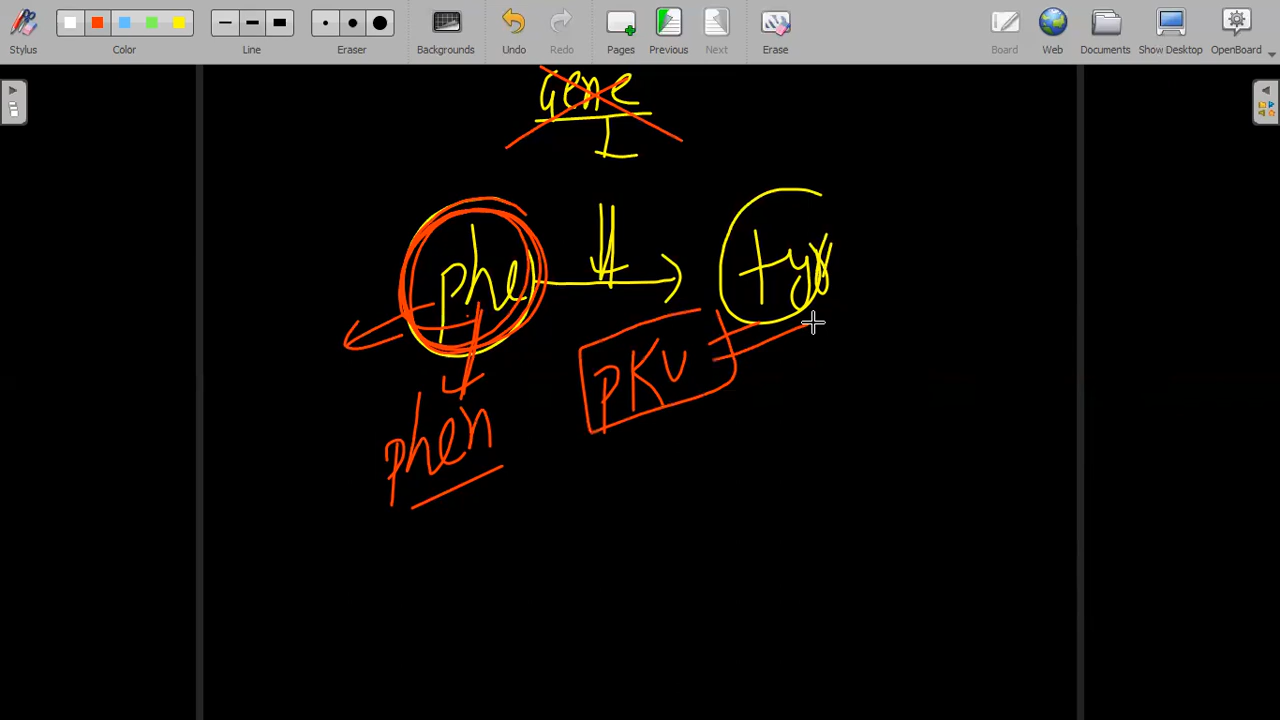 Stylus Color Line Eraser Backgrounds Undo Redo Pages Previous Next Erase Board Web Documents Show Desktop OpenBoard
Gene
phe tyr
PKU
phen